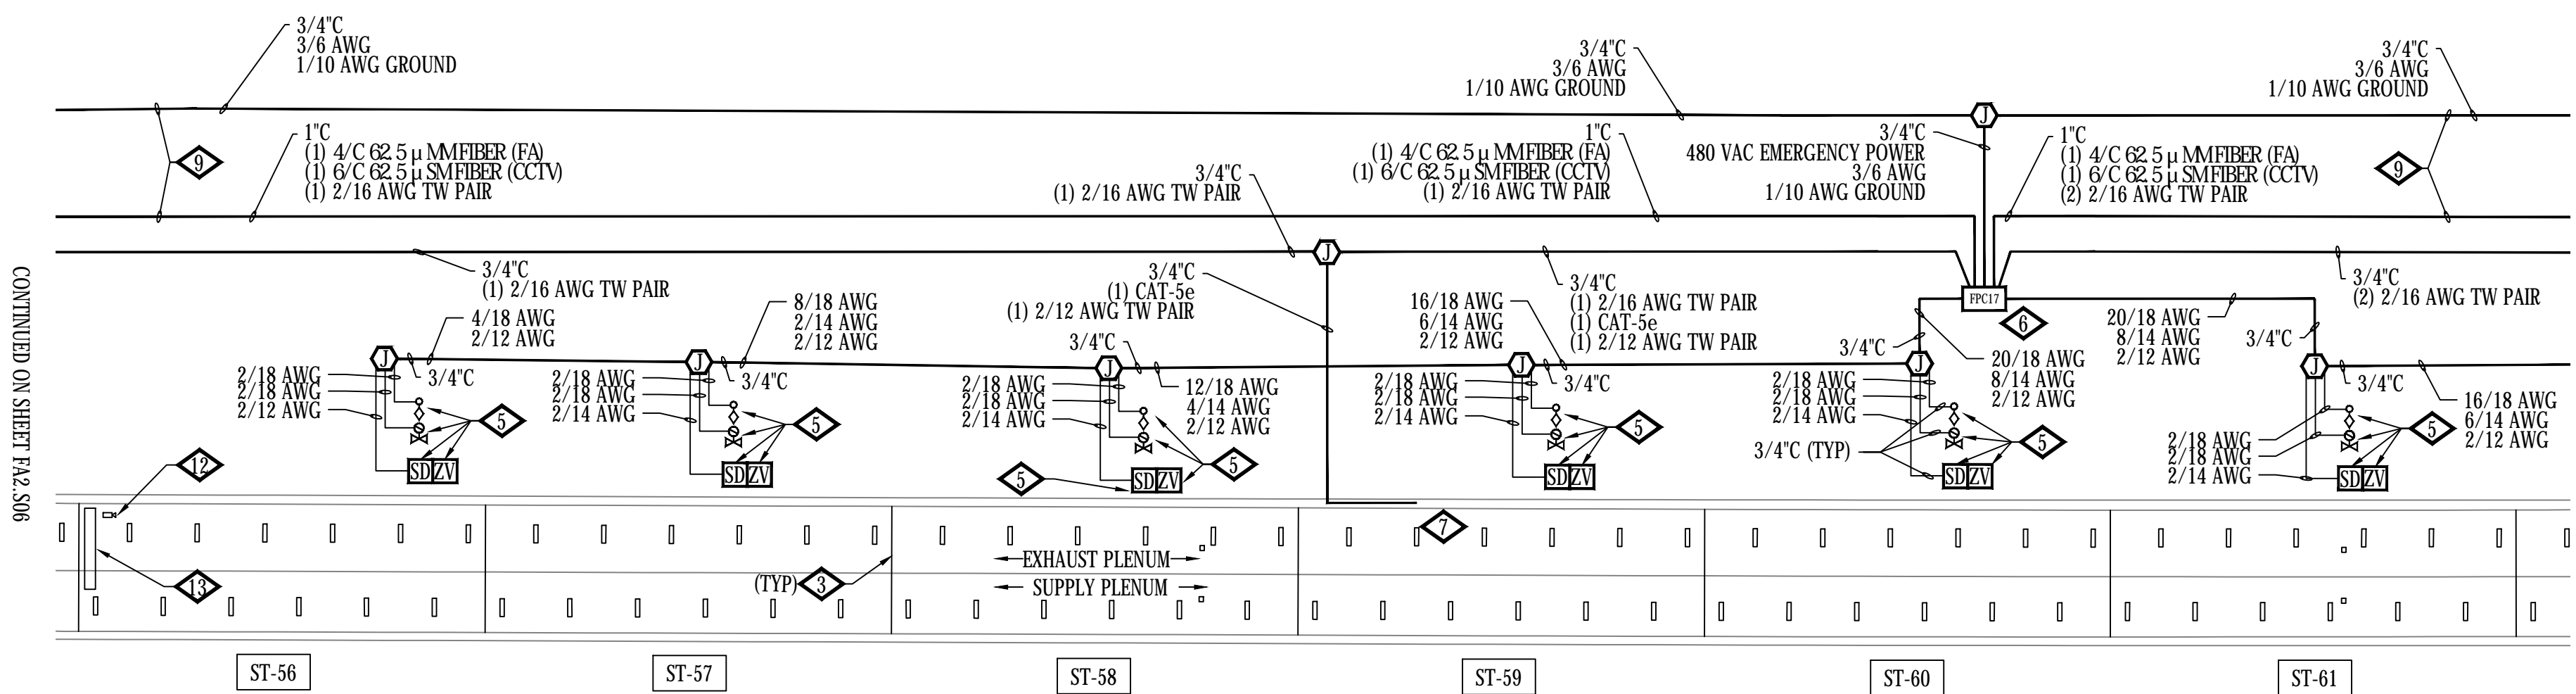 3/4"C
3/6 AWG
1/10 AWG GROUND
3/4"C
3/6 AWG
1/10 AWG GROUND
3/4"C
3/6 AWG
1/10 AWG GROUND
J
9
1"C
(1) 4/C 62.5 µ MM FIBER (FA)
(1) 6/C 62.5 µ SM FIBER (CCTV)
(1) 2/16 AWG TW PAIR
3/4"C
(1) 2/16 AWG TW PAIR
1"C
(1) 4/C 62.5 µ MM FIBER (FA)
(1) 6/C 62.5 µ SM FIBER (CCTV)
(1) 2/16 AWG TW PAIR
3/4"C
480 VAC EMERGENCY POWER
3/6 AWG
1/10 AWG GROUND
1"C
(1) 4/C 62.5 µ MM FIBER (FA)
(1) 6/C 62.5 µ SM FIBER (CCTV)
(2) 2/16 AWG TW PAIR
9
CONTINUED ON SHEET FA2.S06
3/4"C
(1) 2/16 AWG TW PAIR
J
3/4"C
(1) CAT-5e
(1) 2/12 AWG TW PAIR
3/4"C
(1) 2/16 AWG TW PAIR
(1) CAT-5e
(1) 2/12 AWG TW PAIR
FPC17
6
3/4"C
(2) 2/16 AWG TW PAIR
4/18 AWG
2/12 AWG
J
3/4"C
2/18 AWG
2/18 AWG
2/12 AWG
5
SD ZV
8/18 AWG
2/14 AWG
2/12 AWG
J
3/4"C
2/18 AWG
2/18 AWG
2/14 AWG
5
SD ZV
3/4"C
J
12/18 AWG
4/14 AWG
2/12 AWG
2/18 AWG
2/18 AWG
2/14 AWG
5
5
SD ZV
16/18 AWG
6/14 AWG
2/12 AWG
J
3/4"C
2/18 AWG
2/18 AWG
2/14 AWG
5
SD ZV
3/4"C
J
20/18 AWG
8/14 AWG
2/12 AWG
2/18 AWG
2/18 AWG
2/14 AWG
3/4"C (TYP)
5
SD ZV
20/18 AWG
8/14 AWG
2/12 AWG
3/4"C
J
3/4"C
16/18 AWG
6/14 AWG
2/12 AWG
2/18 AWG
2/18 AWG
2/14 AWG
5
SD ZV
12
13
(TYP) 3
EXHAUST PLENUM
SUPPLY PLENUM
7
ST-56
ST-57
ST-58
ST-59
ST-60
ST-61